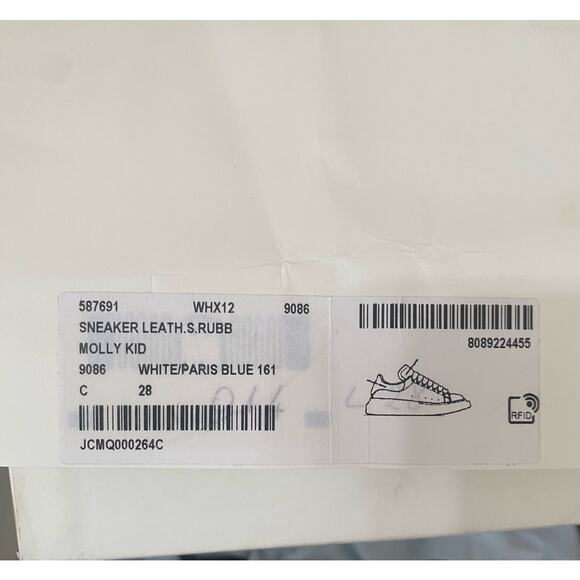 587691 WHX12 9086
SNEAKER LEATH.S.RUBB
MOLLY KID
9086 WHITE/PARIS BLUE 161
C 28
JCMQ000264C
8089224455
RFID